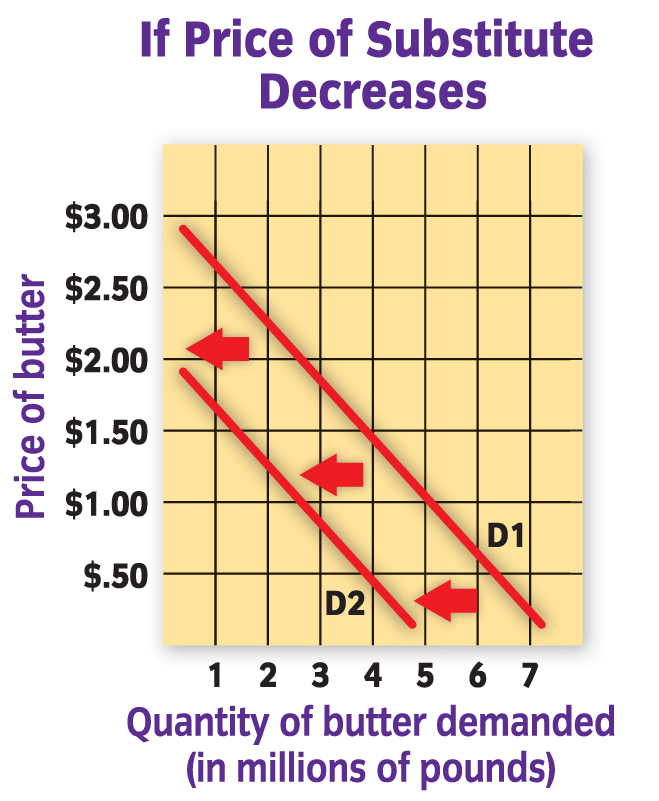 If Price of Substitute
Decreases
Price of butter
$3.00
$2.50
$2.00
$1.50
$1.00
$.50
D1
D2
1 2 3 4 5 6 7
Quantity of butter demanded
(in millions of pounds)